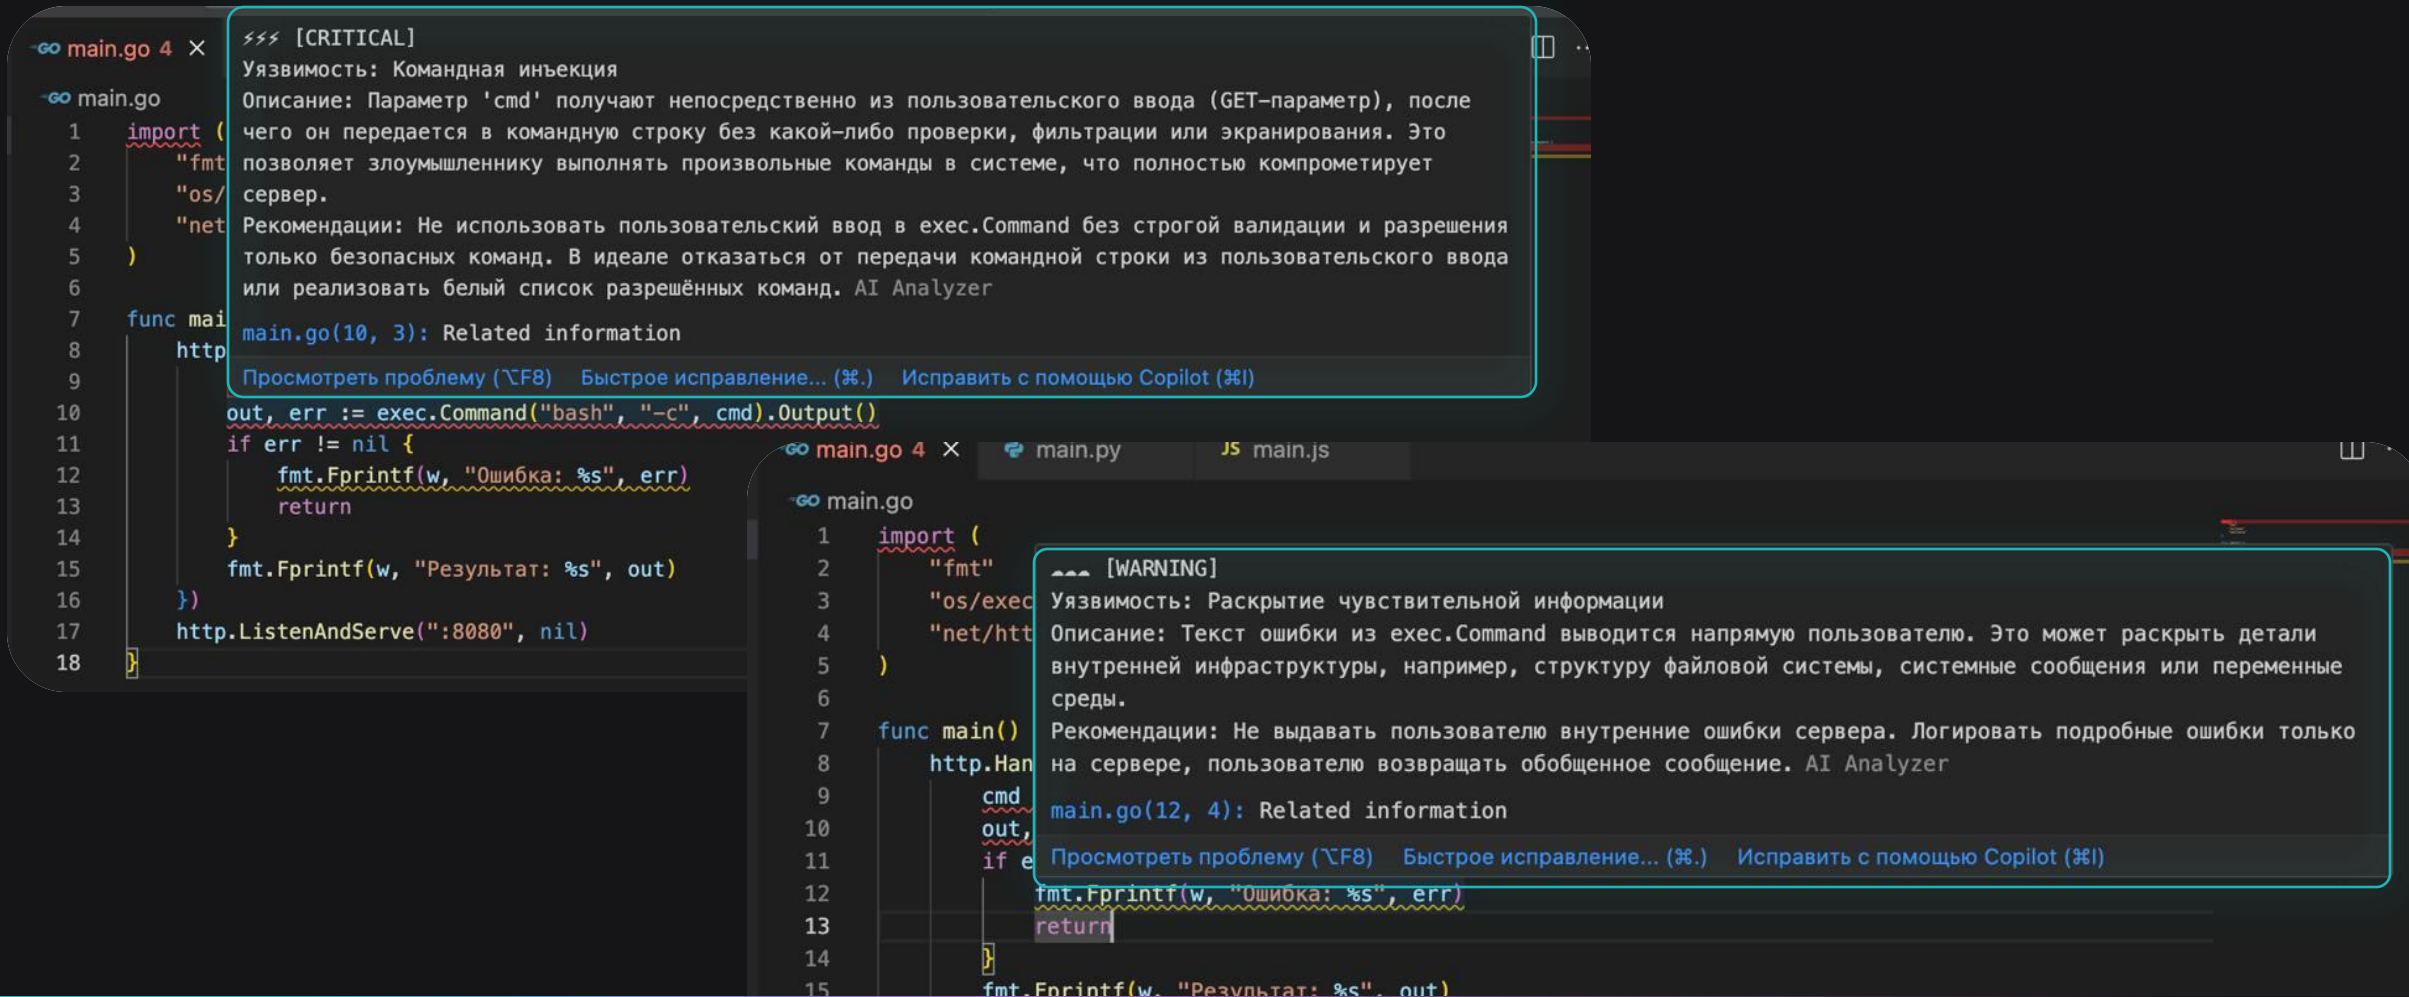 GO main.go 4 ×
GO main.go
⚡⚡⚡ [CRITICAL]
Уязвимость: Командная инъекция
Описание: Параметр 'cmd' получают непосредственно из пользовательского ввода (GET-параметр), после
чего он передается в командную строку без какой-либо проверки, фильтрации или экранирования. Это
позволяет злоумышленнику выполнять произвольные команды в системе, что полностью компрометирует
сервер.
Рекомендации: Не использовать пользовательский ввод в exec.Command без строгой валидации и разрешения
только безопасных команд. В идеале отказаться от передачи командной строки из пользовательского ввода
или реализовать белый список разрешённых команд. AI Analyzer
main.go(10, 3): Related information
Просмотреть проблему (⌥F8) Быстрое исправление... (⌘.) Исправить с помощью Copilot (⌘I)
1 import (
2 "fmt
3 "os/
4 "net
5 )
6
7 func mai
8 http
9
10 out, err := exec.Command("bash", "-c", cmd).Output()
11 if err != nil {
12 fmt.Fprintf(w, "Ошибка: %s", err)
13 return
14 }
15 fmt.Fprintf(w, "Результат: %s", out)
16 })
17 http.ListenAndServe(":8080", nil)
18 }
GO main.go 4 × main.py JS main.js
GO main.go
1 import (
2 "fmt"
3 "os/exec
4 "net/htt
5 )
6
7 func main()
8 http.Han
9 cmd
10 out,
11 if e
☁☁☁ [WARNING]
Уязвимость: Раскрытие чувствительной информации
Описание: Текст ошибки из exec.Command выводится напрямую пользователю. Это может раскрыть детали
внутренней инфраструктуры, например, структуру файловой системы, системные сообщения или переменные
среды.
Рекомендации: Не выдавать пользователю внутренние ошибки сервера. Логировать подробные ошибки только
на сервере, пользователю возвращать обобщенное сообщение. AI Analyzer
main.go(12, 4): Related information
Просмотреть проблему (⌥F8) Быстрое исправление... (⌘.) Исправить с помощью Copilot (⌘I)
12 fmt.Fprintf(w, "Ошибка: %s", err)
13 return
14 }
15 fmt.Fprintf(w, "Результат: %s", out)